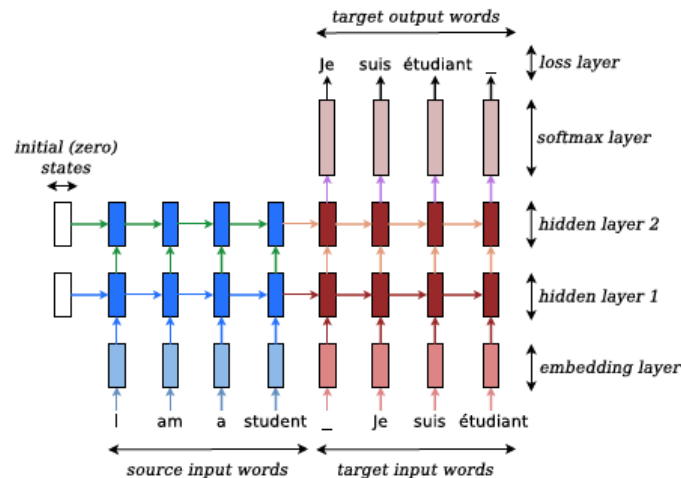 target output words
Je suis étudiant _
loss layer
softmax layer
initial (zero)
states
hidden layer 2
hidden layer 1
embedding layer
I am a student _ Je suis étudiant
source input words target input words